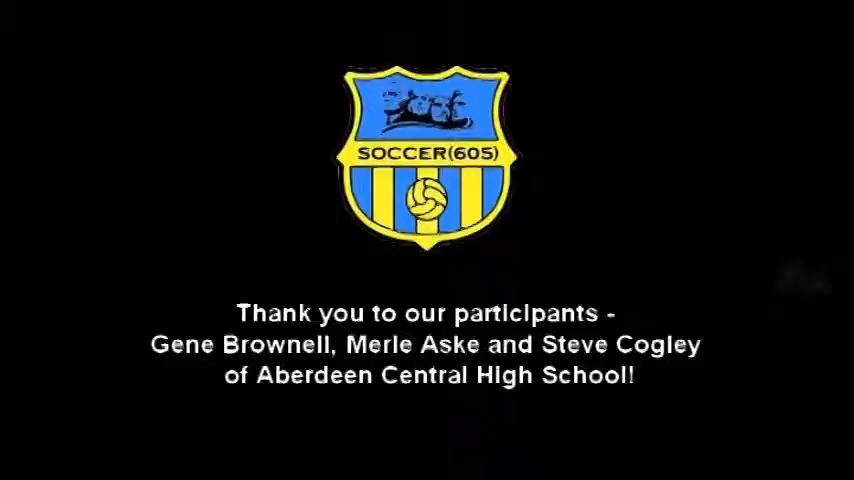 SOCCER(605)
Thank you to our participants -
Gene Brownell, Merle Aske and Steve Cogley
of Aberdeen Central High School!